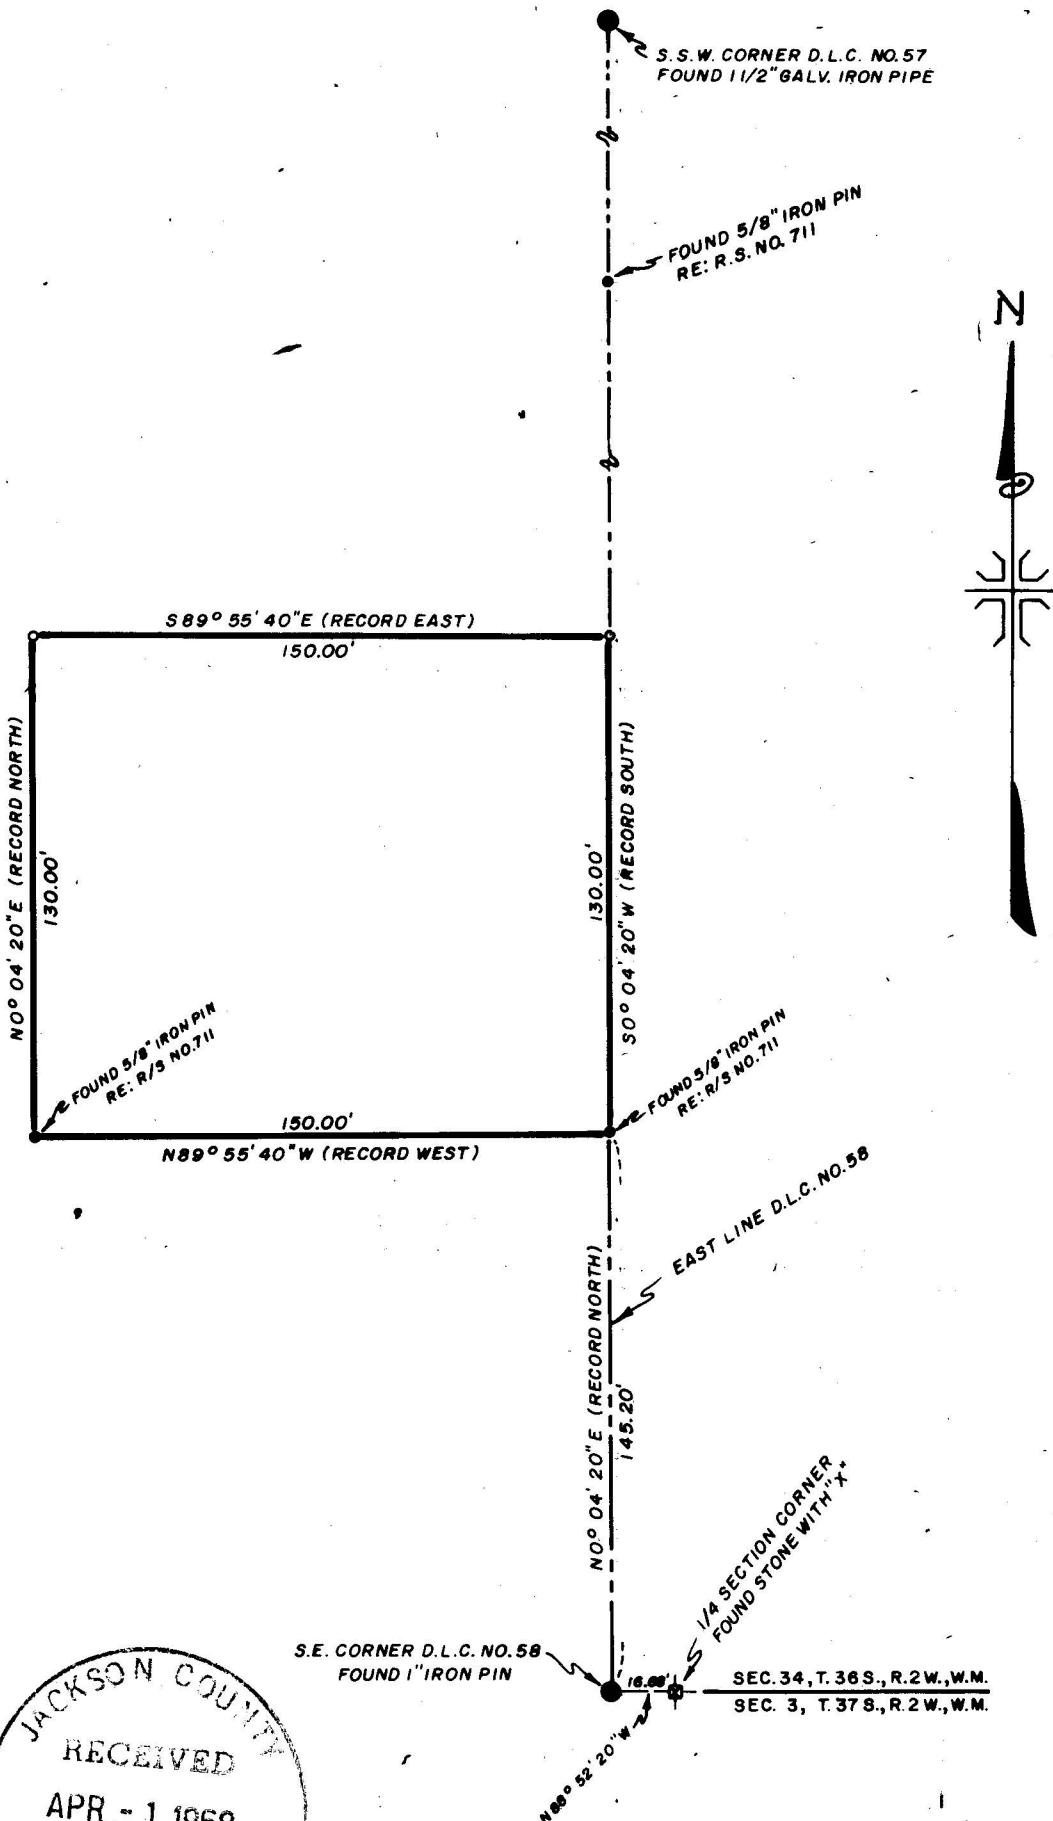 S.S.W. CORNER D.L.C. NO.57
FOUND 1 1/2" GALV. IRON PIPE
FOUND 5/8" IRON PIN
RE: R.S. NO. 711
N
S 89° 55' 40" E (RECORD EAST)
150.00'
N 0° 04' 20" E (RECORD NORTH)
130.00'
130.00'
S 0° 04' 20" W (RECORD SOUTH)
FOUND 5/8" IRON PIN
RE: R/S NO. 711
FOUND 5/8" IRON PIN
RE: R/S NO. 711
150.00'
N 89° 55' 40" W (RECORD WEST)
EAST LINE D.L.C. NO. 58
N 0° 04' 20" E (RECORD NORTH)
145.20'
1/4 SECTION CORNER
FOUND STONE WITH "X"
S.E. CORNER D.L.C. NO. 58
FOUND 1" IRON PIN
SEC. 34, T. 36 S., R. 2 W., W.M.
SEC. 3, T. 37 S., R. 2 W., W.M.
N 88° 52' 20" W
JACKSON COUNTY
RECEIVED
APR - 1